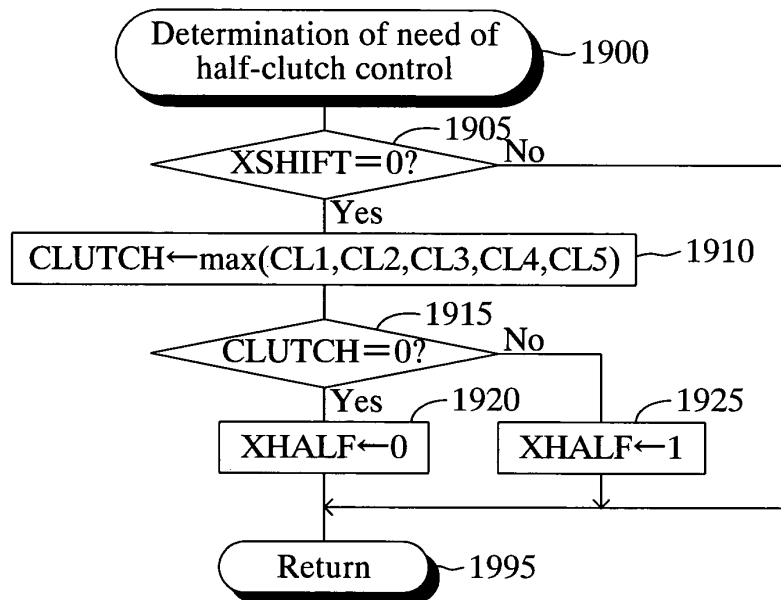 Determination of need of
half-clutch control
1900
1905
XSHIFT=0?
No
Yes
CLUTCH←max(CL1,CL2,CL3,CL4,CL5)
1910
1915
CLUTCH=0?
No
Yes
1920
1925
XHALF←0
XHALF←1
Return
1995